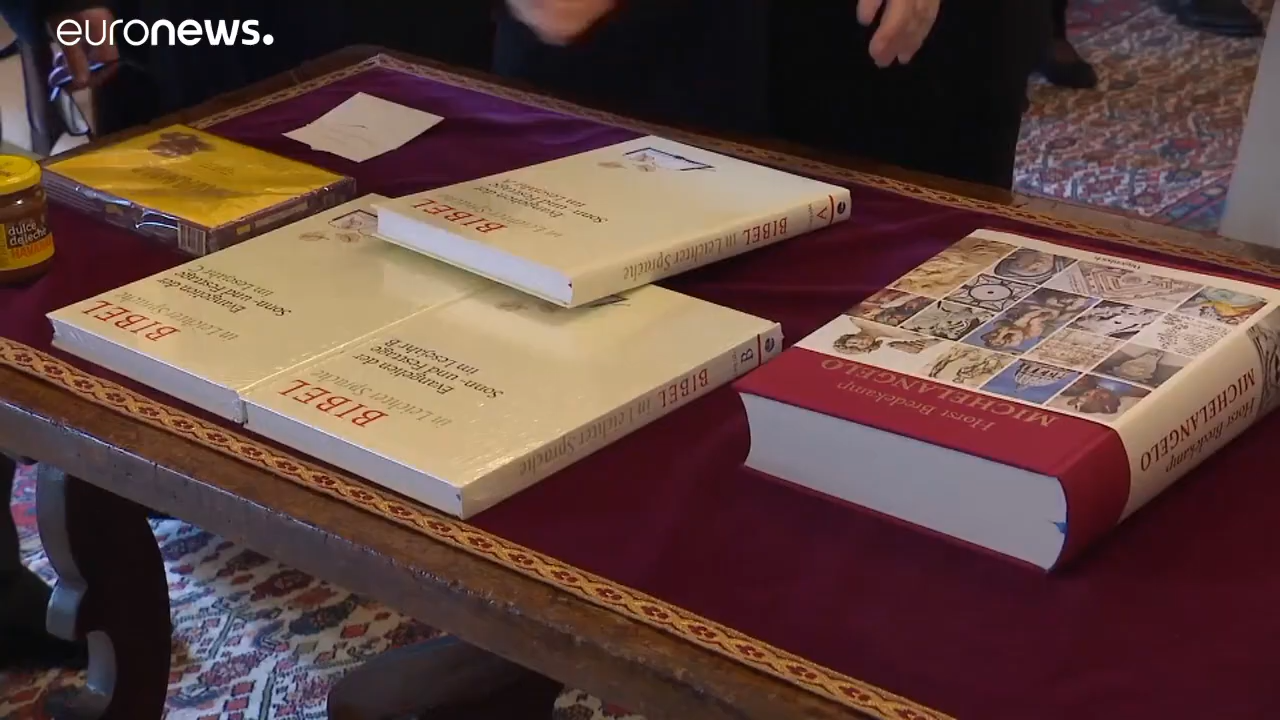 euronews.
dulce
de leche
HAVANNA
HAVANNA
BIBEL
in Leichter Sprache
Evangelien der
Sonn- und Festtage
im Lesejahr A
BIBEL in Leichter Sprache
A
BIBEL
in Leichter Sprache
Evangelien der
Sonn- und Festtage
im Lesejahr C
BIBEL
in Leichter Sprache
Evangelien der
Sonn- und Festtage
im Lesejahr B
BIBEL in Leichter Sprache
B
Horst Bredekamp
MICHELANGELO
Horst Bredekamp
MICHELANGELO